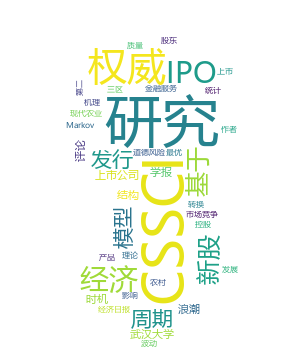 质量
股东
权威
IPO
上市
第二
三区
金融服务
统计
机理
研究
现代农业
Markov
作者
评论
发行
道德风险
最优
上市公司
学报
基于
CSSCI
结构
转换
模型
市场竞争
控股
新股
产品
理论
经济
农村
发展
时机
影响
经济日报
周期
浪潮
武汉大学
波动